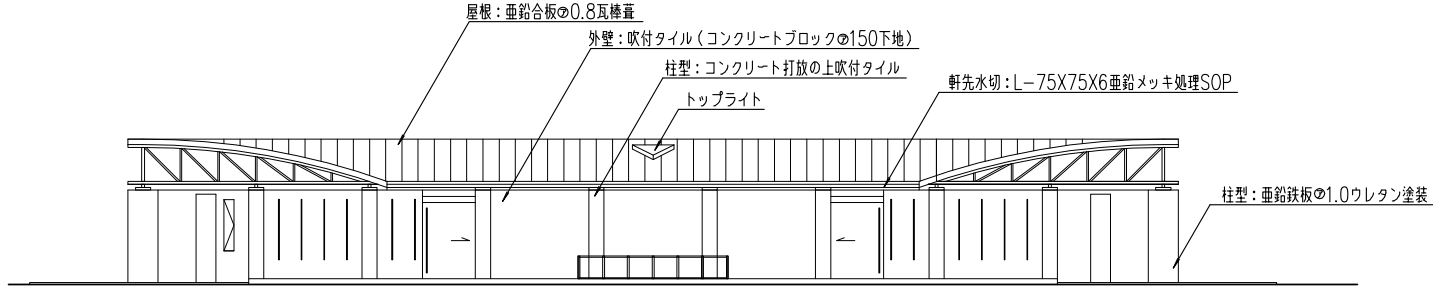 屋根：亜鉛合板㋐0.8瓦棒葺
外壁：吹付タイル（コンクリートブロック㋐150下地）
柱型：コンクリート打放の上吹付タイル
軒先水切：L-75X75X6亜鉛メッキ処理SOP
トップライト
柱型：亜鉛鉄板㋐1.0ウレタン塗装